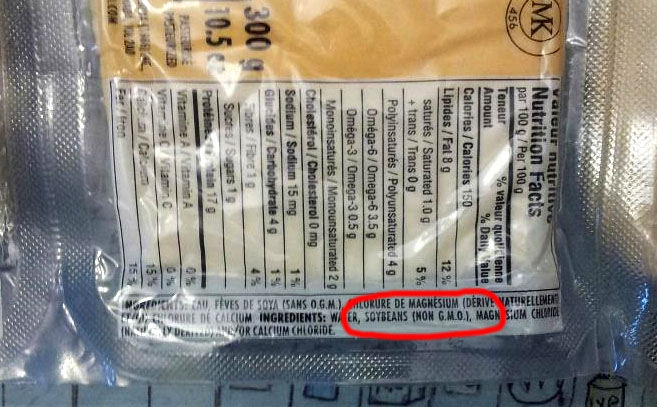 MK
456
300 g
10.5
Valeur nutritive
Nutrition Facts
par 100 g / Per 100 g
Teneur % valeur quotidienne
Amount % Daily Value
Calories / Calories 150
Lipides / Fat 8 g 12 %
saturés / Saturated 1.0 g
+ trans / Trans 0 g 5 %
Polyinsaturés / Polyunsaturated 4 g
Oméga-6 / Omega-6 3.5 g
Oméga-3 / Omega-3 0.5 g
Monoinsaturés / Monounsaturated 2 g
Cholestérol / Cholesterol 0 mg
Sodium / Sodium 15 mg 1 %
Glucides / Carbohydrate 4 g 1 %
Fibres / Fibre 1 g 4 %
Sucres / Sugars 1 g
Protéines / Protein 17 g
Vitamine A / Vitamin A 0 %
Vitamine C / Vitamin C 0 %
Calcium / Calcium 15 %
Fer / Iron 15 %
INGRÉDIENTS: EAU, FÈVES DE SOYA (SANS O.G.M.), CHLORURE DE MAGNÉSIUM (DÉRIVÉ NATURELLEMENT)
CHLORURE DE CALCIUM INGREDIENTS: WATER, SOYBEANS (NON G.M.O.), MAGNESIUM CHLORIDE
(NATURALLY DERIVED) AND/OR CALCIUM CHLORIDE.